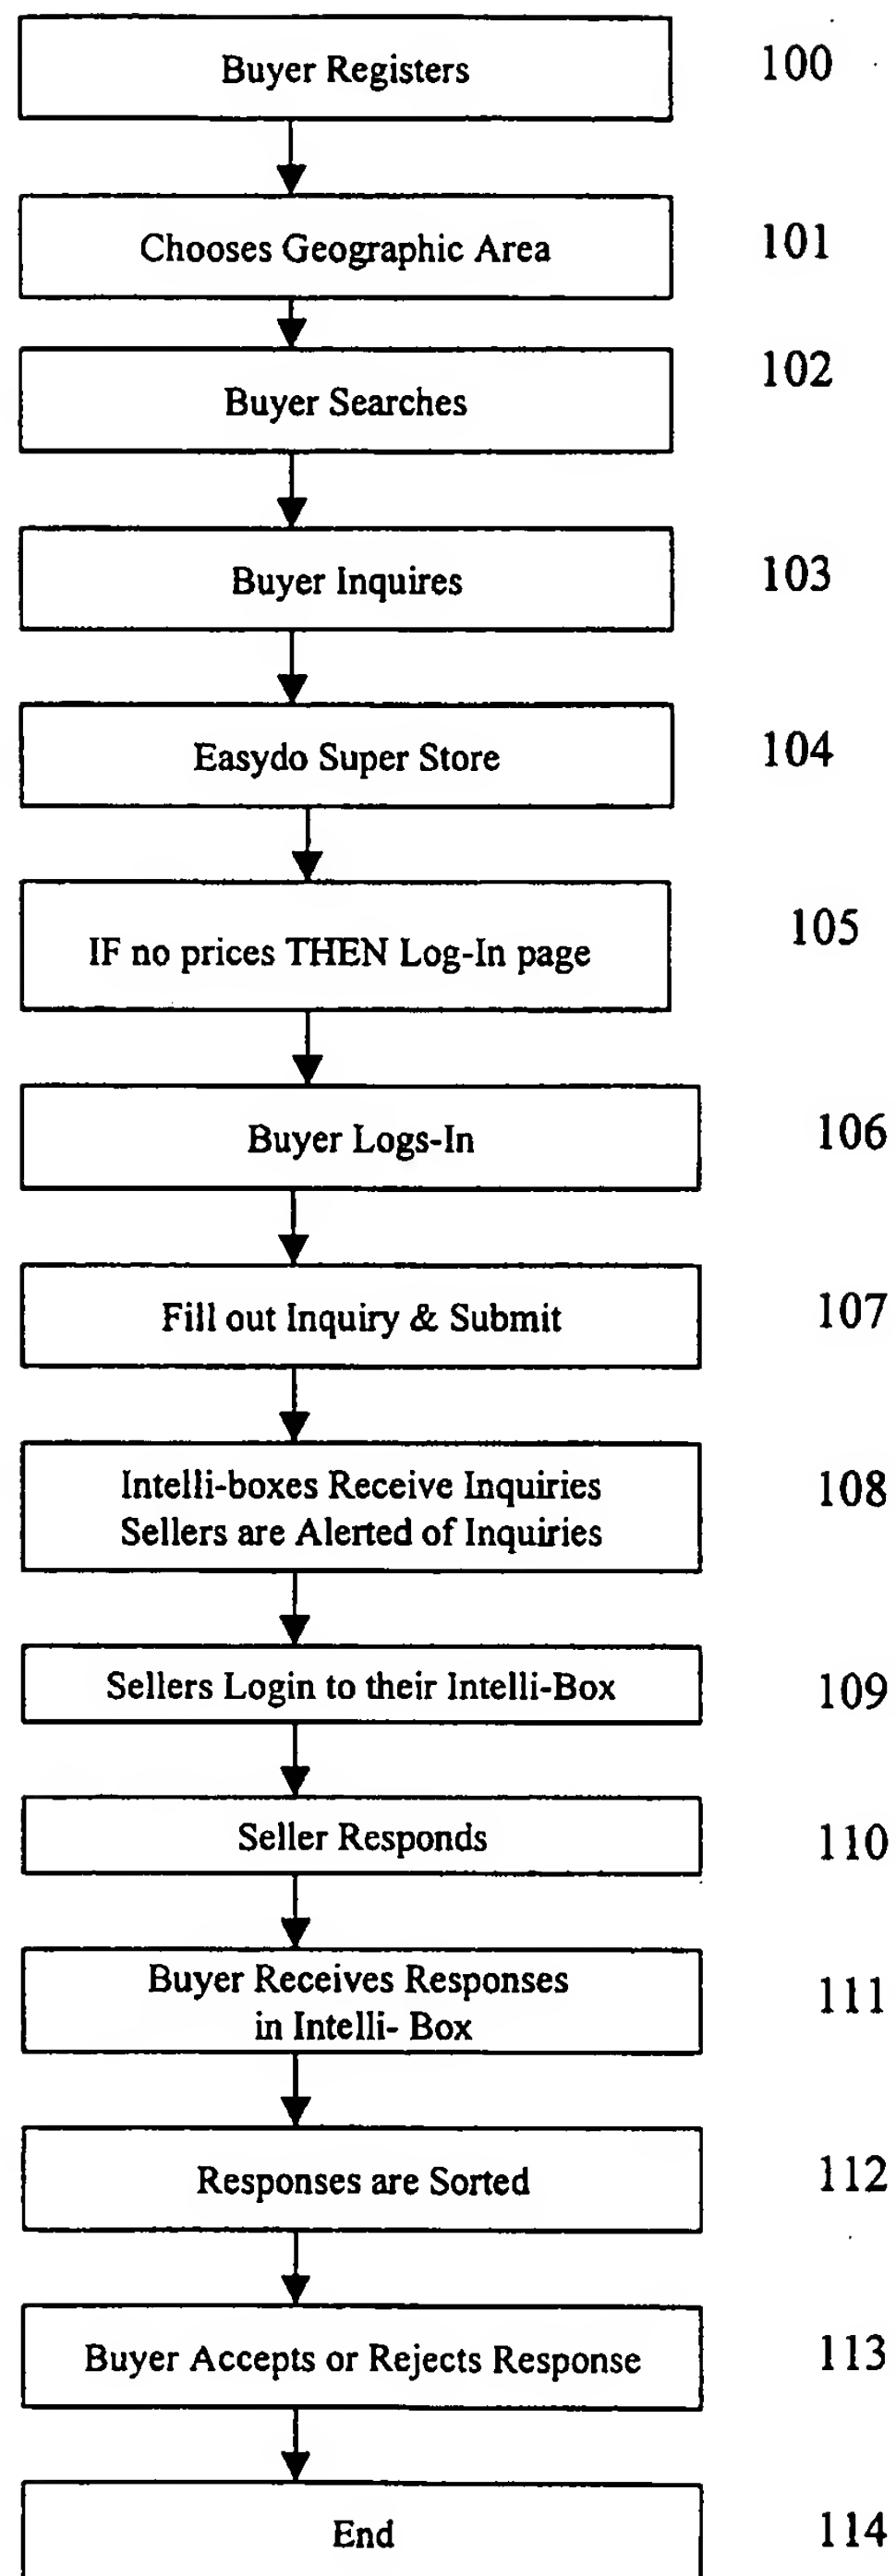 Buyer Registers 100
Chooses Geographic Area 101
Buyer Searches 102
Buyer Inquires 103
Easydo Super Store 104
IF no prices THEN Log-In page 105
Buyer Logs-In 106
Fill out Inquiry & Submit 107
Intelli-boxes Receive Inquiries 108
Sellers are Alerted of Inquiries
Sellers Login to their Intelli-Box 109
Seller Responds 110
Buyer Receives Responses 111
in Intelli- Box
Responses are Sorted 112
Buyer Accepts or Rejects Response 113
End 114